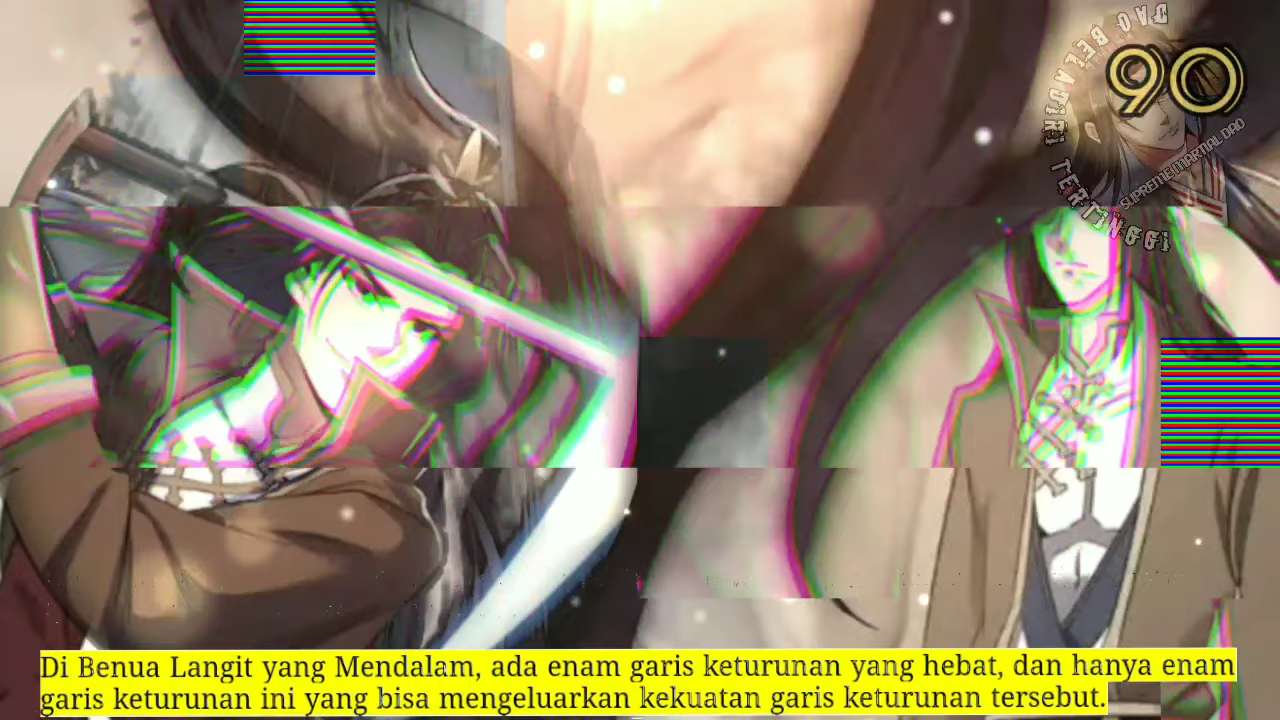 DAO BELADIRI TERTINGGI
90
SUPREME MARTIAL DAO
Di Benua Langit yang Mendalam, ada enam garis keturunan yang hebat, dan hanya enam
garis keturunan ini yang bisa mengeluarkan kekuatan garis keturunan tersebut.